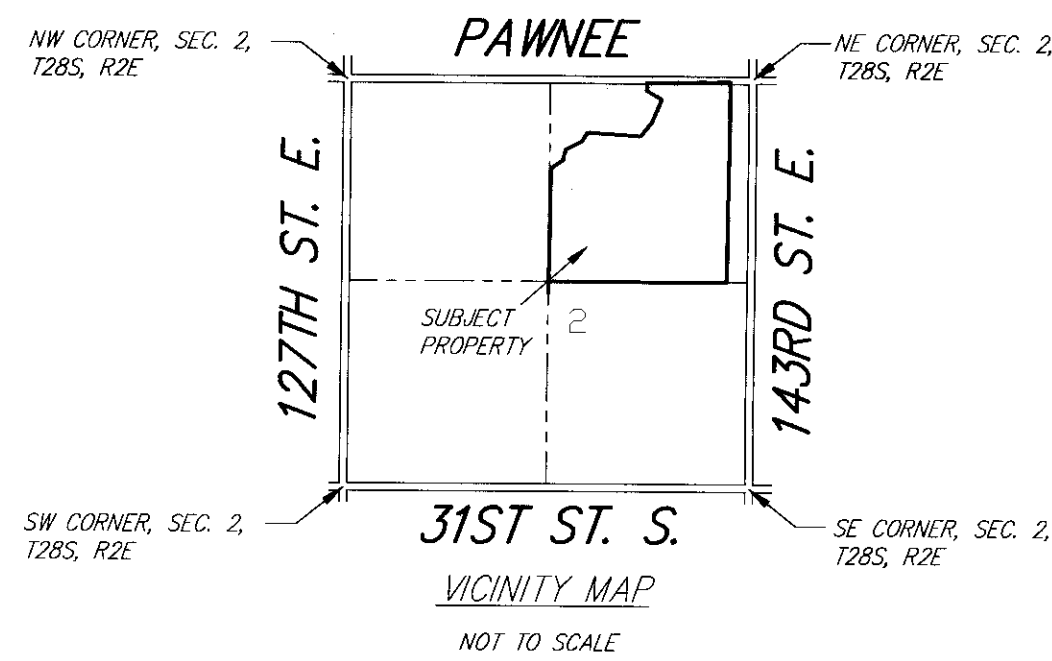 PAWNEE
NW CORNER, SEC. 2,
T28S, R2E
NE CORNER, SEC. 2,
T28S, R2E
127TH ST. E.
143RD ST. E.
SUBJECT
PROPERTY
2
SW CORNER, SEC. 2,
T28S, R2E
31ST ST. S.
SE CORNER, SEC. 2,
T28S, R2E
VICINITY MAP
NOT TO SCALE